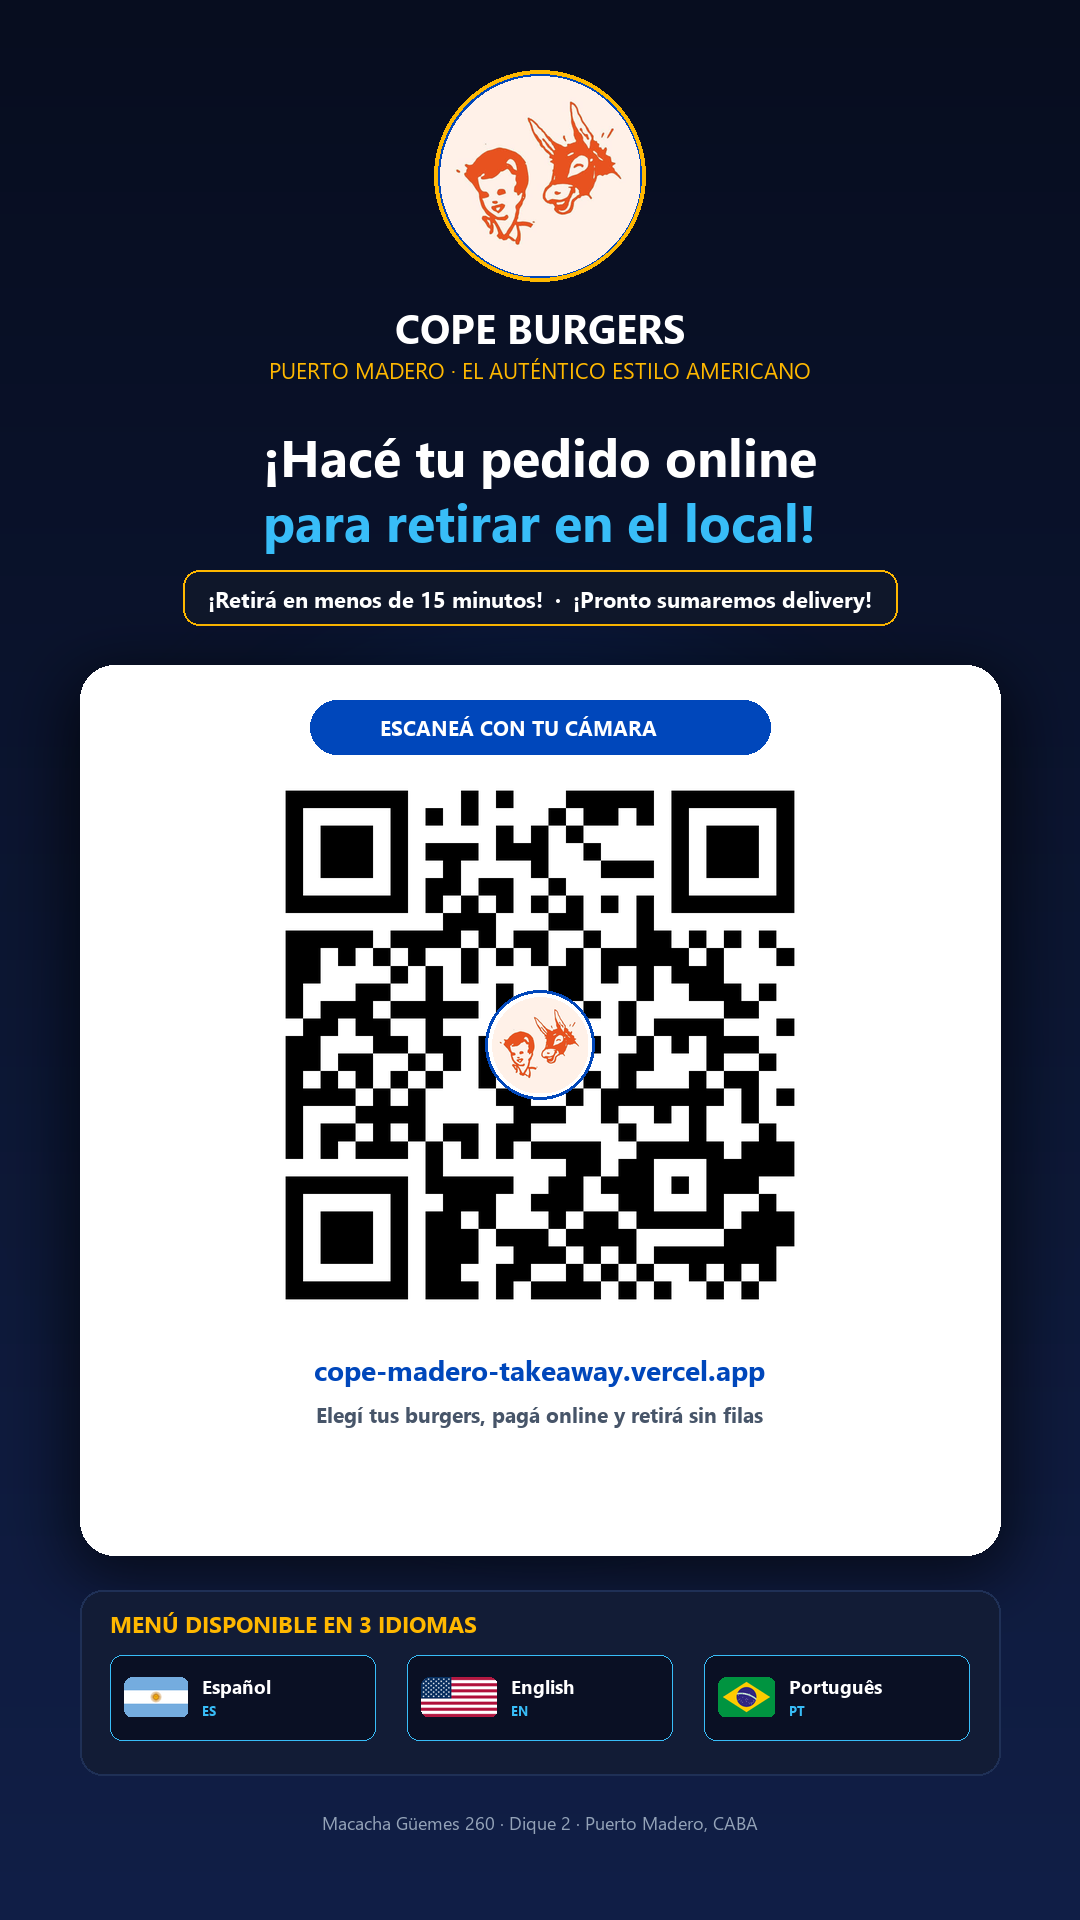 COPE BURGERS
PUERTO MADERO · EL AUTÉNTICO ESTILO AMERICANO
¡Hacé tu pedido online
para retirar en el local!
¡Retirá en menos de 15 minutos! · ¡Pronto sumaremos delivery!
ESCANEÁ CON TU CÁMARA
cope-madero-takeaway.vercel.app
Elegí tus burgers, pagá online y retirá sin filas
MENÚ DISPONIBLE EN 3 IDIOMAS
Español
ES
English
EN
Português
PT
Macacha Güemes 260 · Dique 2 · Puerto Madero, CABA